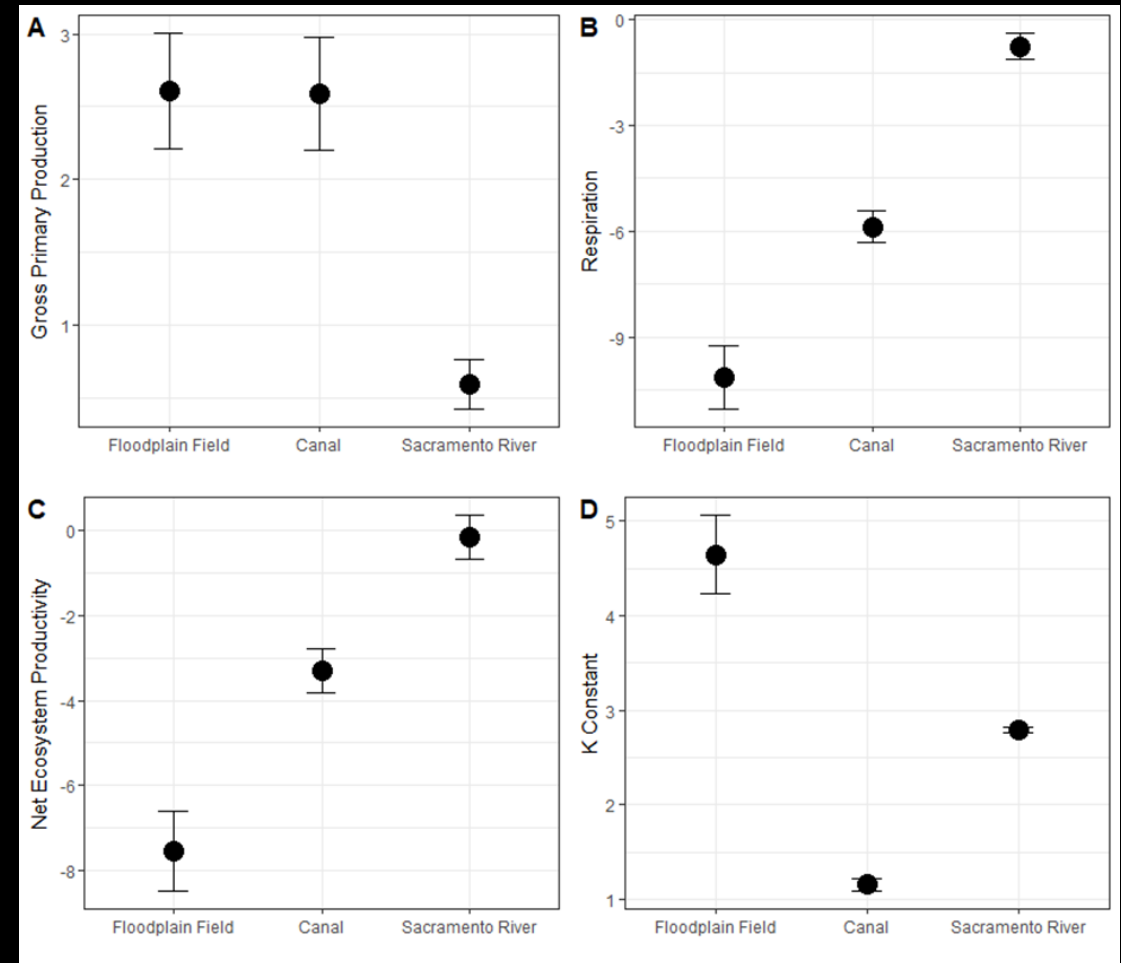 A
Gross Primary Production
3
2
1
Floodplain Field Canal Sacramento River
B
Respiration
0
-3
-6
-9
Floodplain Field Canal Sacramento River
C
Net Ecosystem Productivity
0
-2
-4
-6
-8
Floodplain Field Canal Sacramento River
D
K Constant
5
4
3
2
1
Floodplain Field Canal Sacramento River